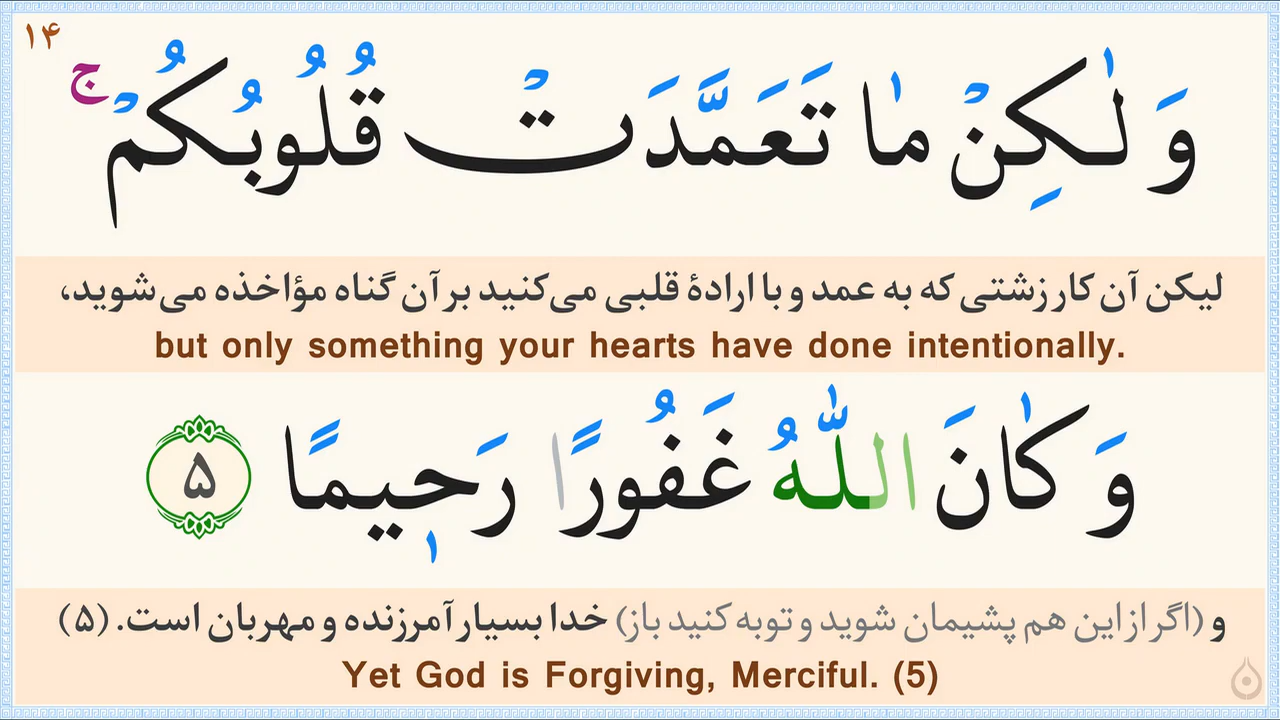 ۱۴
وَ لٰکِنْ مٰا تَعَمَّدَتْ قُلُوبُکُمْ ج
لیکن آن کار زشتی که به عمد و با ارادهٔ قلبی می‌کنید بر آن گناه مؤاخذه می‌شوید،
but only something your hearts have done intentionally.
وَ کٰانَ اللّٰهُ غَفُورًا رَحٖیمًا ۵
و (اگر از این هم پشیمان شوید و توبه کنید باز) خدا بسیار آمرزنده و مهربان است. (۵)
Yet God is Forgiving, Merciful. (5)